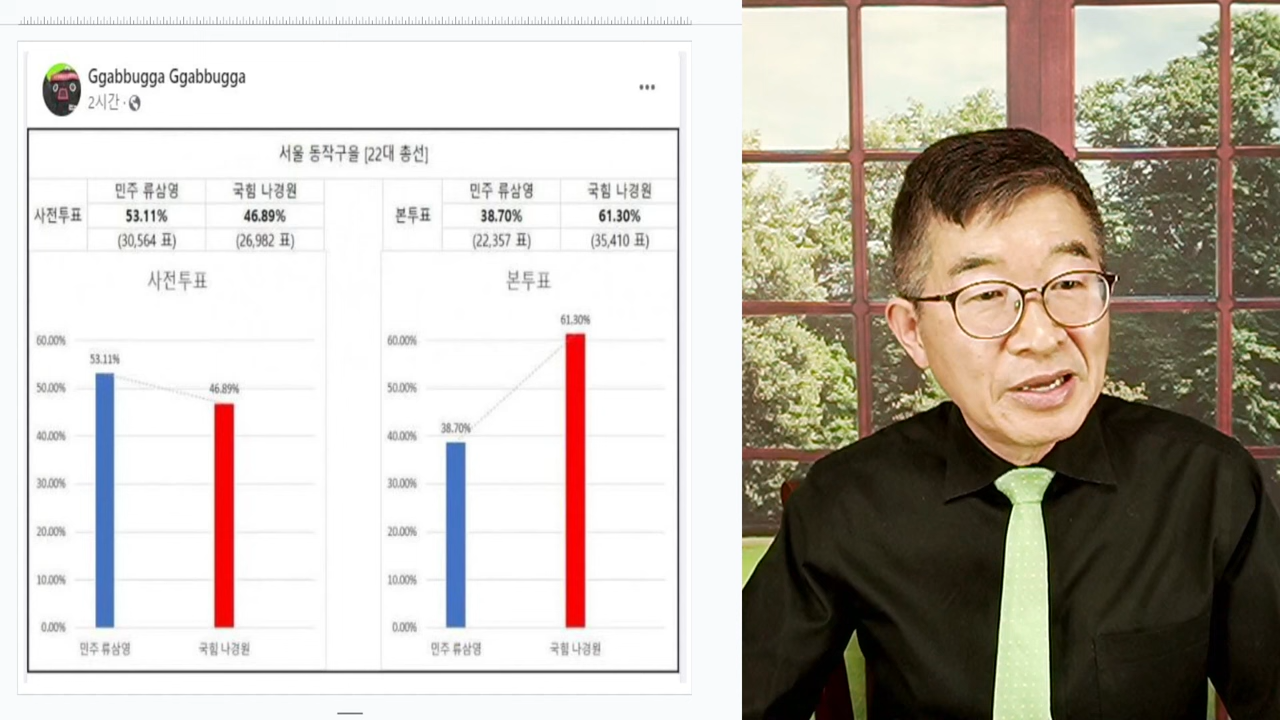 Ggabbugga Ggabbugga
2시간 ·
서울 동작구을 [22대 총선]
민주 류삼영 국힘 나경원
사전투표 53.11% 46.89%
(30,564 표) (26,982 표)
민주 류삼영 국힘 나경원
본투표 38.70% 61.30%
(22,357 표) (35,410 표)
사전투표
60.00%
50.00%
40.00%
30.00%
20.00%
10.00%
0.00%
53.11%
46.89%
민주 류삼영 국힘 나경원
본투표
60.00%
50.00%
40.00%
30.00%
20.00%
10.00%
0.00%
38.70%
61.30%
민주 류삼영 국힘 나경원